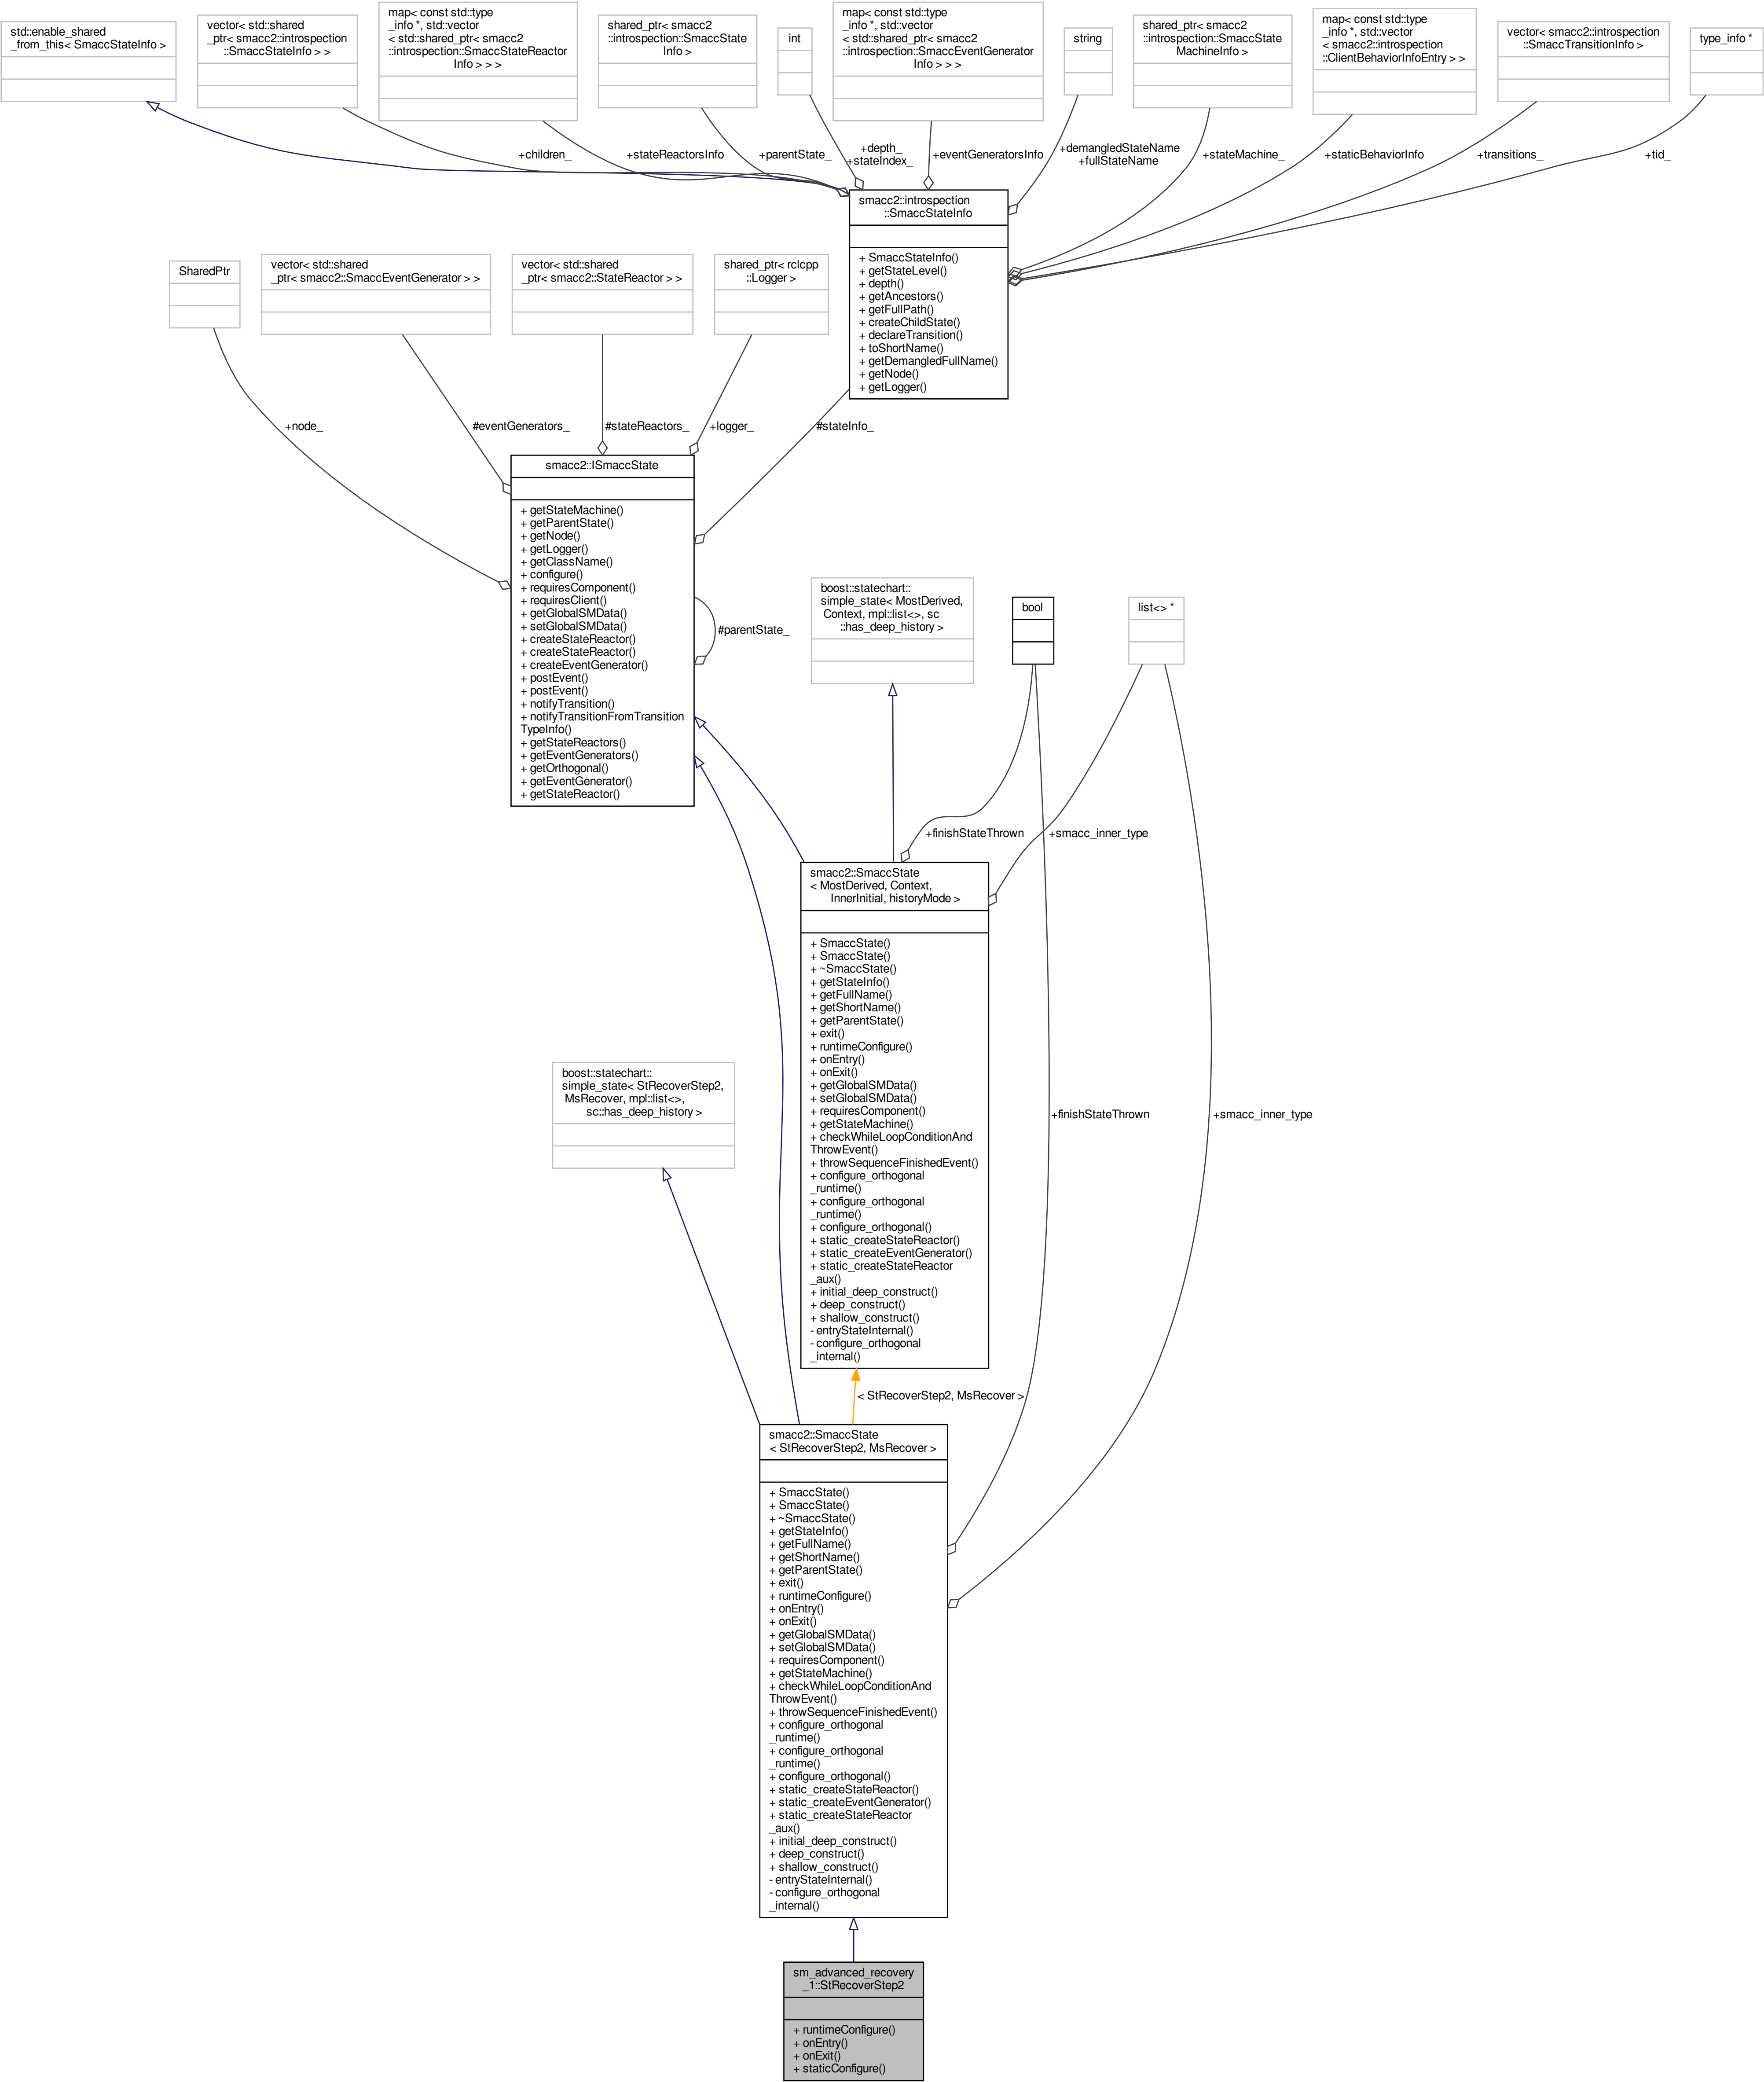 std::enable_shared
_from_this< SmaccStateInfo >
vector< std::shared
_ptr< smacc2::introspection
::SmaccStateInfo > >
map< const std::type
_info *, std::vector
< std::shared_ptr< smacc2
::introspection::SmaccStateReactor
Info > > >
shared_ptr< smacc2
::introspection::SmaccState
Info >
int
map< const std::type
_info *, std::vector
< std::shared_ptr< smacc2
::introspection::SmaccEventGenerator
Info > > >
string
shared_ptr< smacc2
::introspection::SmaccState
MachineInfo >
map< const std::type
_info *, std::vector
< smacc2::introspection
::ClientBehaviorInfoEntry > >
vector< smacc2::introspection
::SmaccTransitionInfo >
type_info *
+children_
+stateReactorsInfo
+parentState_
+depth_
+stateIndex_
+eventGeneratorsInfo
+demangledStateName
+fullStateName
+stateMachine_
+staticBehaviorInfo
+transitions_
+tid_
smacc2::introspection
::SmaccStateInfo
+ SmaccStateInfo()
+ getStateLevel()
+ depth()
+ getAncestors()
+ getFullPath()
+ createChildState()
+ declareTransition()
+ toShortName()
+ getDemangledFullName()
+ getNode()
+ getLogger()
SharedPtr
vector< std::shared
_ptr< smacc2::SmaccEventGenerator > >
vector< std::shared
_ptr< smacc2::StateReactor > >
shared_ptr< rclcpp
::Logger >
+node_
#eventGenerators_
#stateReactors_
+logger_
#stateInfo_
smacc2::ISmaccState
+ getStateMachine()
+ getParentState()
+ getNode()
+ getLogger()
+ getClassName()
+ configure()
+ requiresComponent()
+ requiresClient()
+ getGlobalSMData()
+ setGlobalSMData()
+ createStateReactor()
+ createStateReactor()
+ createEventGenerator()
+ postEvent()
+ postEvent()
+ notifyTransition()
+ notifyTransitionFromTransition
TypeInfo()
+ getStateReactors()
+ getEventGenerators()
+ getOrthogonal()
+ getEventGenerator()
+ getStateReactor()
#parentState_
boost::statechart::
simple_state< MostDerived,
Context, mpl::list<>, sc
::has_deep_history >
bool
list<> *
+finishStateThrown
+smacc_inner_type
smacc2::SmaccState
< MostDerived, Context,
InnerInitial, historyMode >
+ SmaccState()
+ SmaccState()
+ ~SmaccState()
+ getStateInfo()
+ getFullName()
+ getShortName()
+ getParentState()
+ exit()
+ runtimeConfigure()
+ onEntry()
+ onExit()
+ getGlobalSMData()
+ setGlobalSMData()
+ requiresComponent()
+ getStateMachine()
+ checkWhileLoopConditionAnd
ThrowEvent()
+ throwSequenceFinishedEvent()
+ configure_orthogonal
_runtime()
+ configure_orthogonal
_runtime()
+ configure_orthogonal()
+ static_createStateReactor()
+ static_createEventGenerator()
+ static_createStateReactor
_aux()
+ initial_deep_construct()
+ deep_construct()
+ shallow_construct()
- entryStateInternal()
- configure_orthogonal
_internal()
boost::statechart::
simple_state< StRecoverStep2,
MsRecover, mpl::list<>,
sc::has_deep_history >
+finishStateThrown
+smacc_inner_type
< StRecoverStep2, MsRecover >
smacc2::SmaccState
< StRecoverStep2, MsRecover >
+ SmaccState()
+ SmaccState()
+ ~SmaccState()
+ getStateInfo()
+ getFullName()
+ getShortName()
+ getParentState()
+ exit()
+ runtimeConfigure()
+ onEntry()
+ onExit()
+ getGlobalSMData()
+ setGlobalSMData()
+ requiresComponent()
+ getStateMachine()
+ checkWhileLoopConditionAnd
ThrowEvent()
+ throwSequenceFinishedEvent()
+ configure_orthogonal
_runtime()
+ configure_orthogonal
_runtime()
+ configure_orthogonal()
+ static_createStateReactor()
+ static_createEventGenerator()
+ static_createStateReactor
_aux()
+ initial_deep_construct()
+ deep_construct()
+ shallow_construct()
- entryStateInternal()
- configure_orthogonal
_internal()
sm_advanced_recovery
_1::StRecoverStep2
+ runtimeConfigure()
+ onEntry()
+ onExit()
+ staticConfigure()